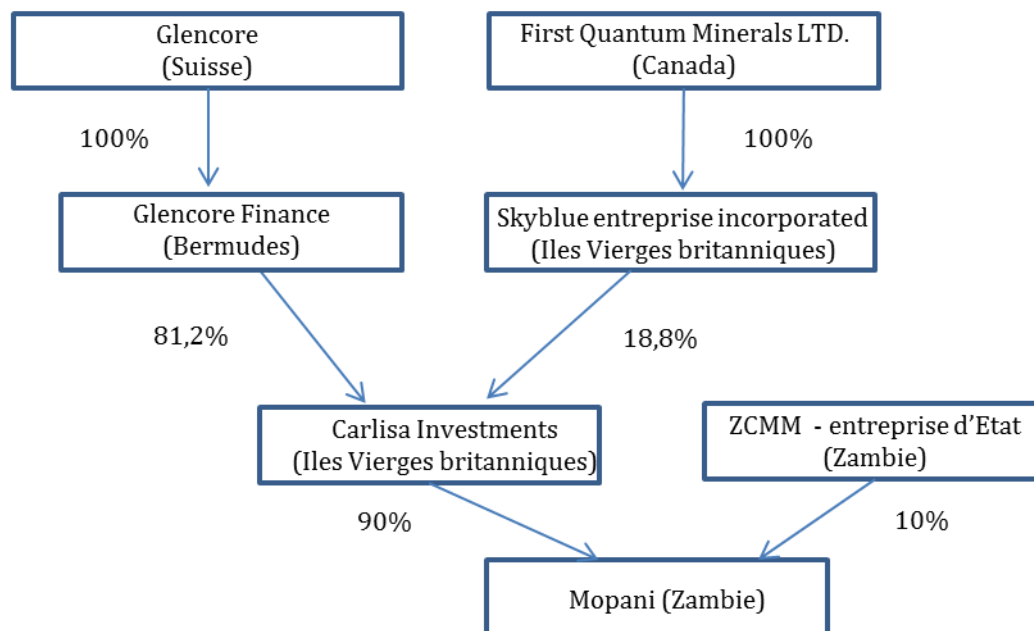 Glencore
(Suisse)
First Quantum Minerals LTD.
(Canada)
100%
100%
Glencore Finance
(Bermudes)
Skyblue entreprise incorporated
(Iles Vierges britanniques)
81,2%
18,8%
Carlisa Investments
(Iles Vierges britanniques)
ZCMM - entreprise d'Etat
(Zambie)
90%
10%
Mopani (Zambie)